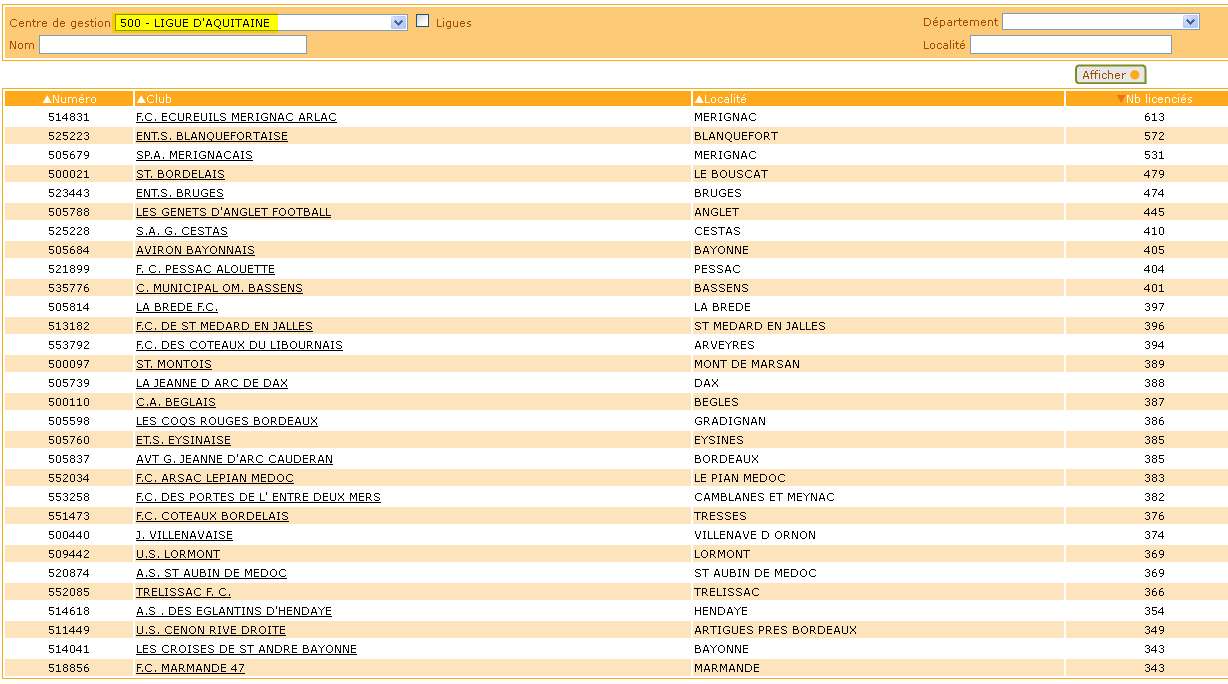 Centre de gestion 500 - LIGUE D'AQUITAINE Ligues Département
Nom Localité
Afficher
▲Numéro ▲Club ▲Localité ▼Nb licenciés
514831 F.C. ECUREUILS MERIGNAC ARLAC MERIGNAC 613
525223 ENT.S. BLANQUEFORTAISE BLANQUEFORT 572
505679 SP.A. MERIGNACAIS MERIGNAC 531
500021 ST. BORDELAIS LE BOUSCAT 479
523443 ENT.S. BRUGES BRUGES 474
505788 LES GENETS D'ANGLET FOOTBALL ANGLET 445
525228 S.A. G. CESTAS CESTAS 410
505684 AVIRON BAYONNAIS BAYONNE 405
521899 F. C. PESSAC ALOUETTE PESSAC 404
535776 C. MUNICIPAL OM. BASSENS BASSENS 401
505814 LA BREDE F.C. LA BREDE 397
513182 F.C. DE ST MEDARD EN JALLES ST MEDARD EN JALLES 396
553792 F.C. DES COTEAUX DU LIBOURNAIS ARVEYRES 394
500097 ST. MONTOIS MONT DE MARSAN 389
505739 LA JEANNE D ARC DE DAX DAX 388
500110 C.A. BEGLAIS BEGLES 387
505598 LES COQS ROUGES BORDEAUX GRADIGNAN 386
505760 ET.S. EYSINAISE EYSINES 385
505837 AVT G. JEANNE D'ARC CAUDERAN BORDEAUX 385
552034 F.C. ARSAC LEPIAN MEDOC LE PIAN MEDOC 383
553258 F.C. DES PORTES DE L' ENTRE DEUX MERS CAMBLANES ET MEYNAC 382
551473 F.C. COTEAUX BORDELAIS TRESSES 376
500440 J. VILLENAVAISE VILLENAVE D ORNON 374
509442 U.S. LORMONT LORMONT 369
520874 A.S. ST AUBIN DE MEDOC ST AUBIN DE MEDOC 369
552085 TRELISSAC F. C. TRELISSAC 366
514618 A.S . DES EGLANTINS D'HENDAYE HENDAYE 354
511449 U.S. CENON RIVE DROITE ARTIGUES PRES BORDEAUX 349
514041 LES CROISES DE ST ANDRE BAYONNE BAYONNE 343
518856 F.C. MARMANDE 47 MARMANDE 343